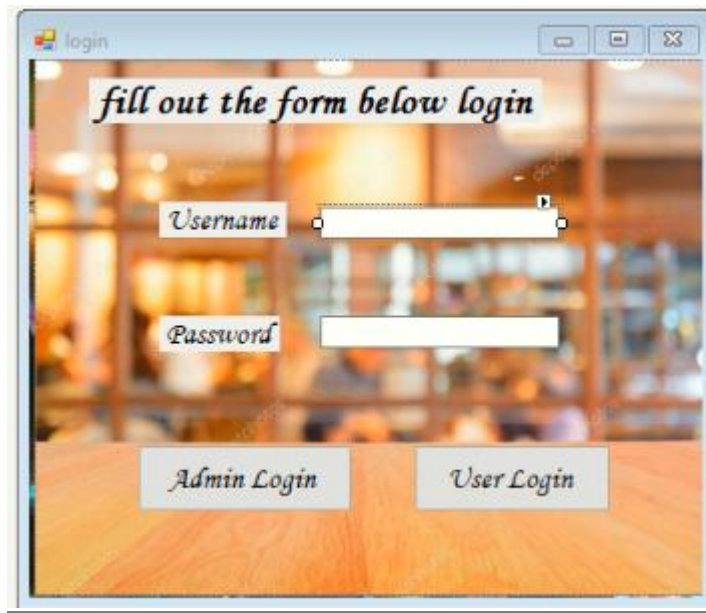 login
fill out the form below login
Username
Password
Admin Login
User Login